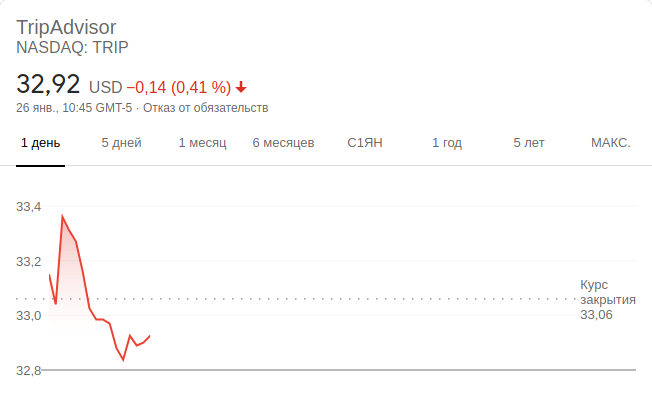 TripAdvisor
NASDAQ: TRIP
32,92 USD −0,14 (0,41 %)
26 янв., 10:45 GMT-5 · Отказ от обязательств
1 день 5 дней 1 месяц 6 месяцев С1ЯН 1 год 5 лет МАКС.
33,4
33,2
Курс
закрытия
33,06
33,0
32,8